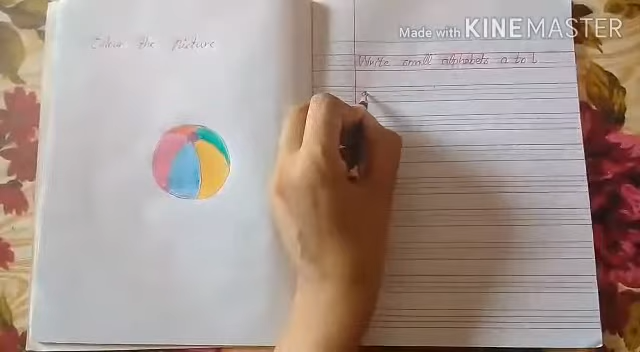 Made with KINEMASTER
Colour the Picture
Write small alphabets a to l
a